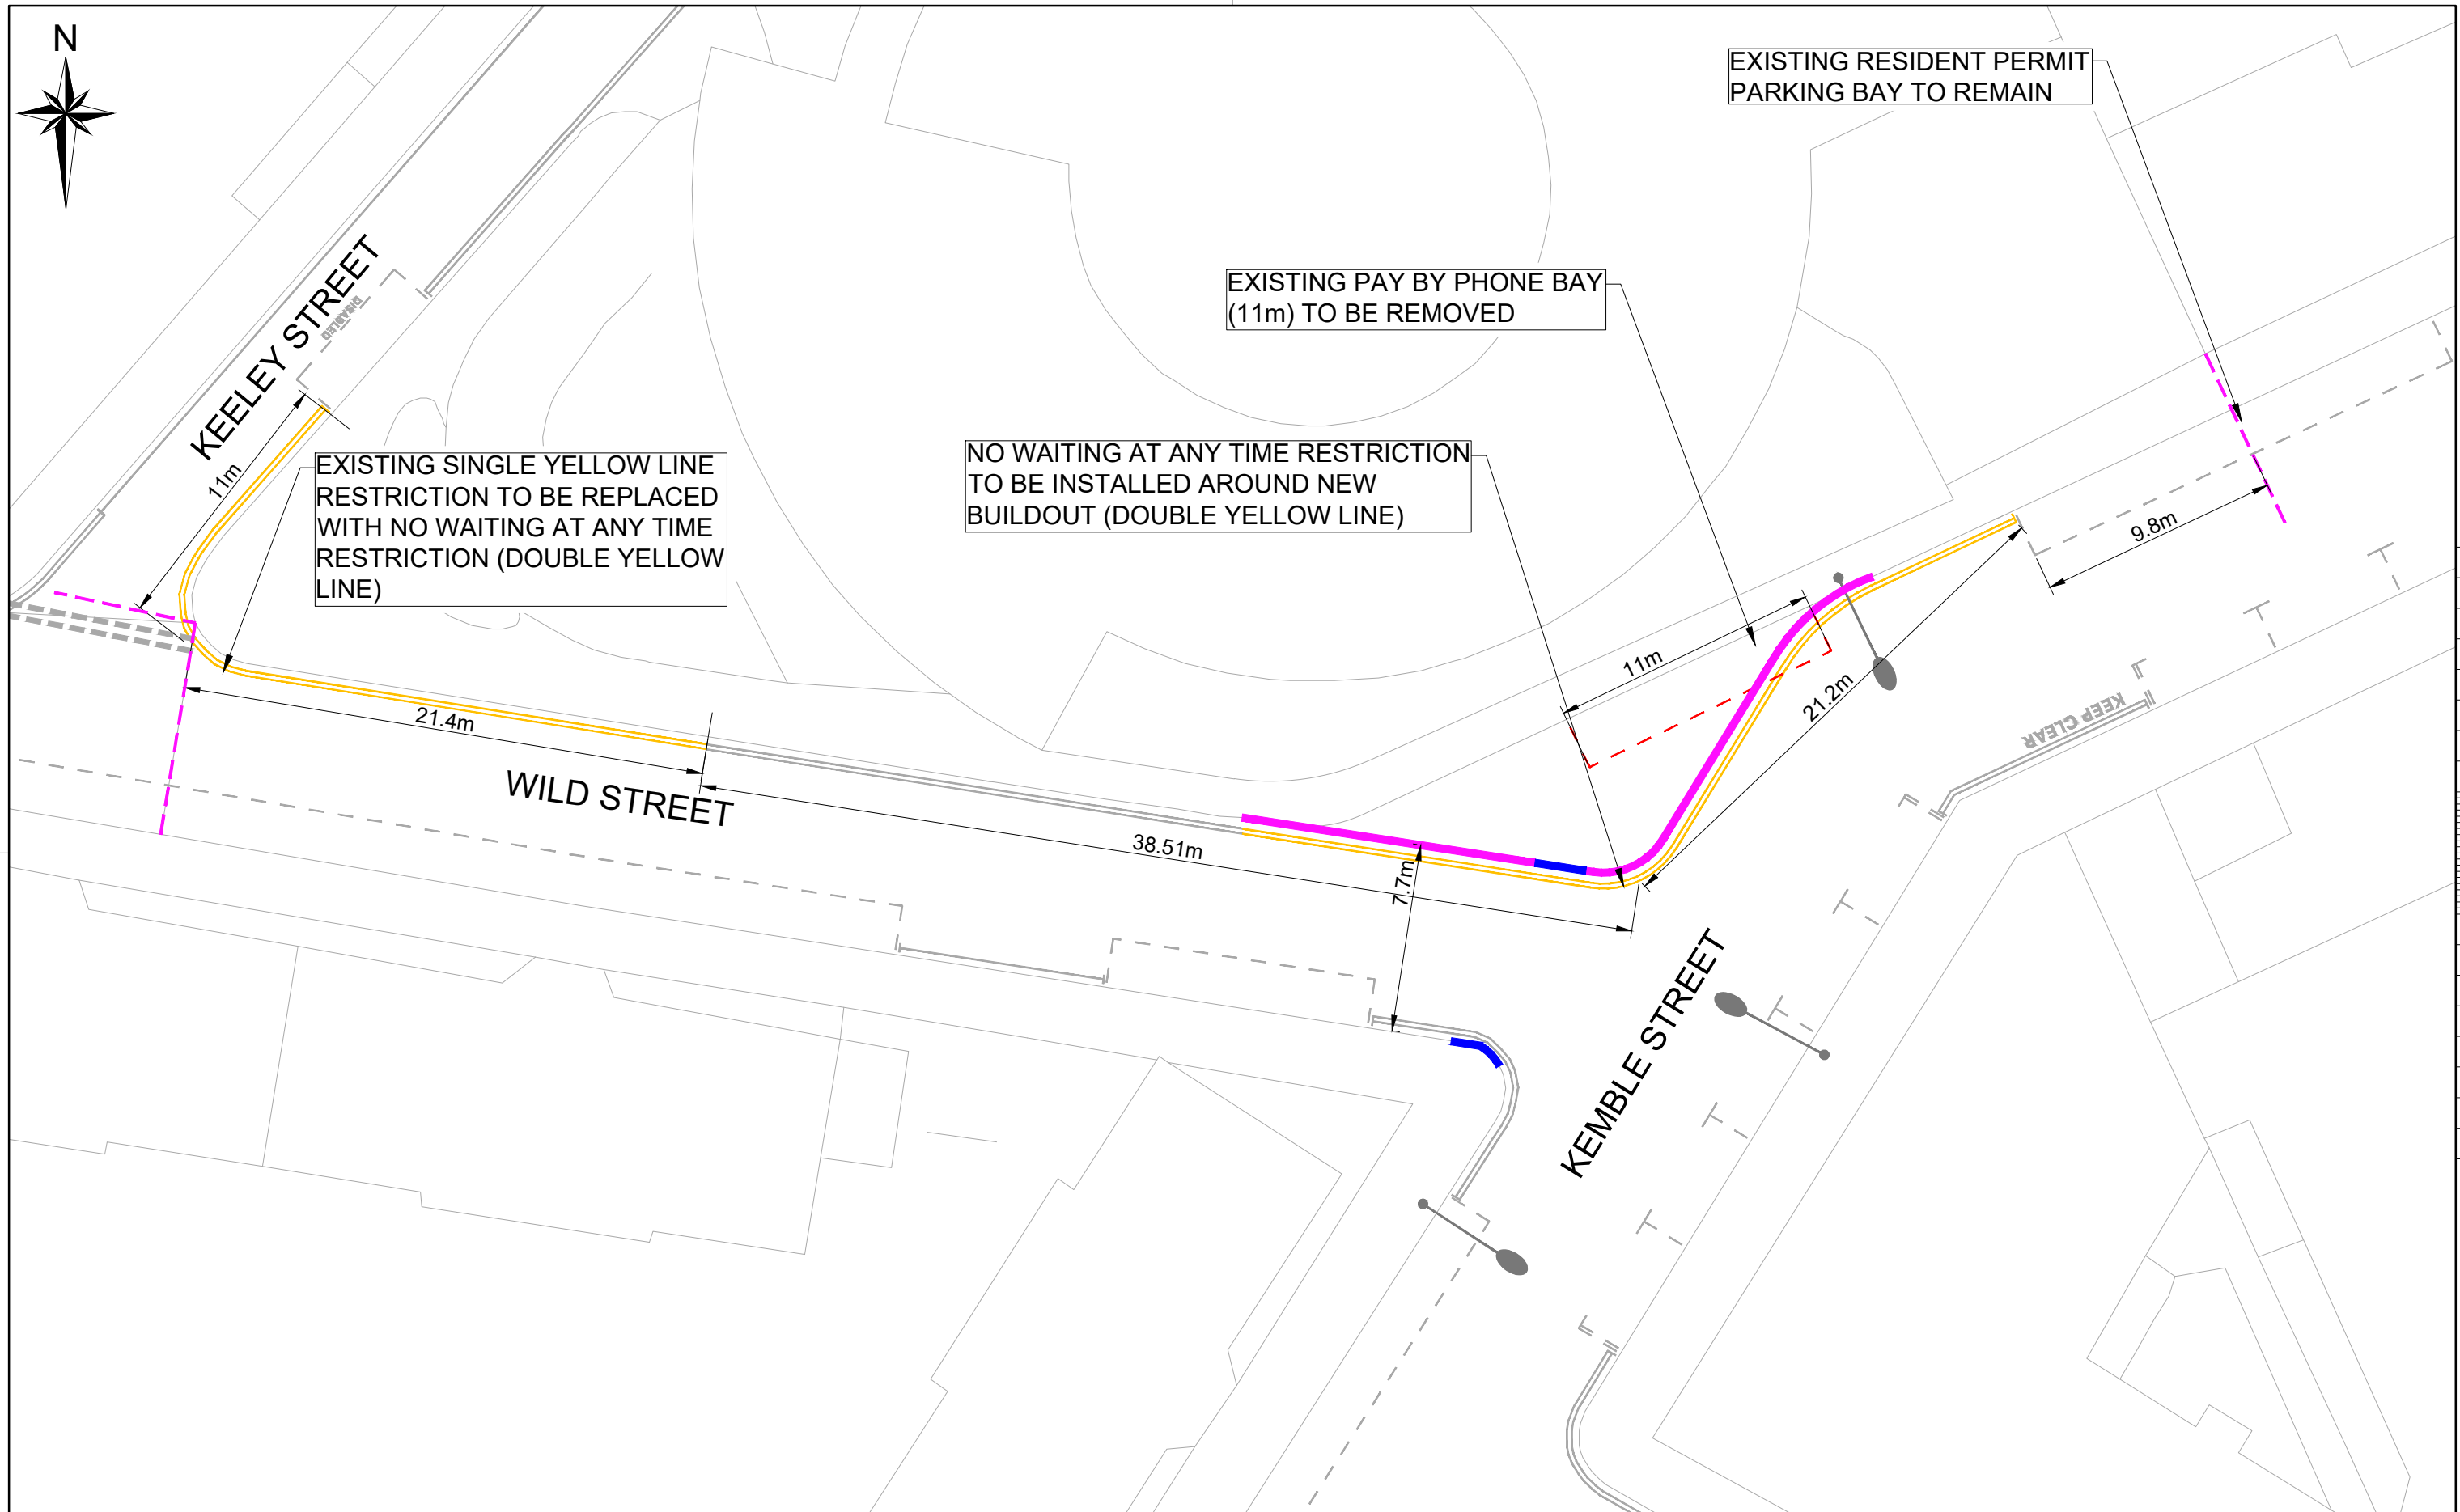 N
EXISTING RESIDENT PERMIT
PARKING BAY TO REMAIN
KEELEY STREET
DISABLED
EXISTING PAY BY PHONE BAY
(11m) TO BE REMOVED
11m
EXISTING SINGLE YELLOW LINE
RESTRICTION TO BE REPLACED
WITH NO WAITING AT ANY TIME
RESTRICTION (DOUBLE YELLOW
LINE)
NO WAITING AT ANY TIME RESTRICTION
TO BE INSTALLED AROUND NEW
BUILDOUT (DOUBLE YELLOW LINE)
9.8m
11m
21.2m
KEEP CLEAR
21.4m
WILD STREET
38.51m
7.7m
KEMBLE STREET